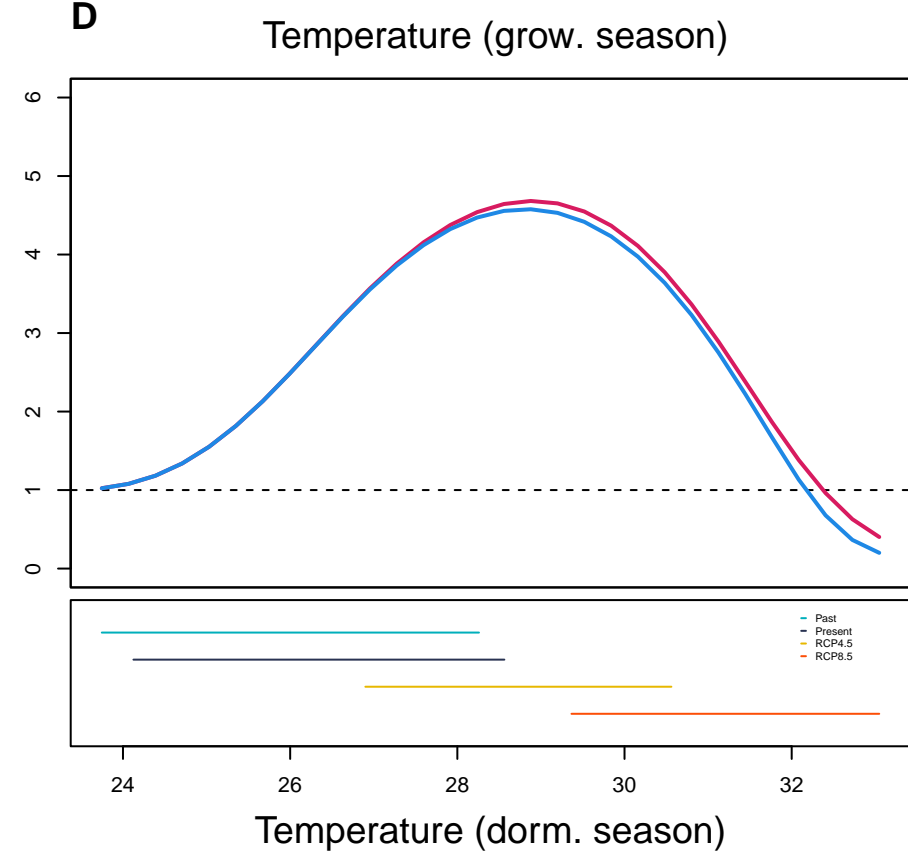 D
Temperature (grow. season)
6
5
4
3
2
1
0
Past
Present
RCP4.5
RCP8.5
24 26 28 30 32
Temperature (dorm. season)